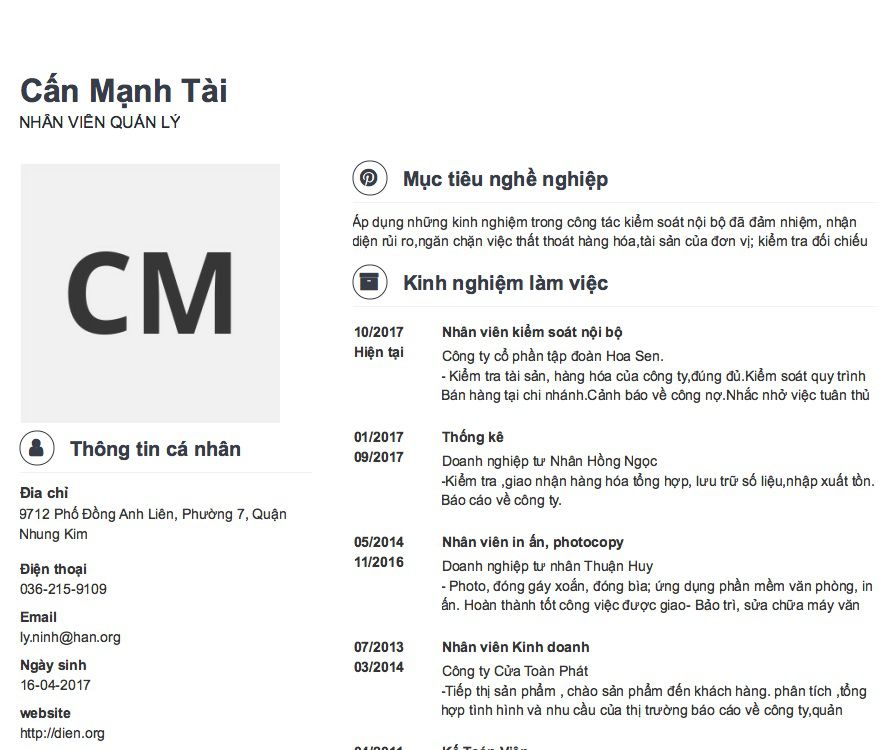 Cấn Mạnh Tài
NHÂN VIÊN QUẢN LÝ
CM
Thông tin cá nhân
Đia chỉ
9712 Phố Đồng Anh Liên, Phường 7, Quận
Nhung Kim
Điện thoại
036-215-9109
Email
ly.ninh@han.org
Ngày sinh
16-04-2017
website
http://dien.org
Mục tiêu nghề nghiệp
Áp dụng những kinh nghiệm trong công tác kiểm soát nội bộ đã đảm nhiệm, nhận
diện rủi ro,ngăn chặn việc thất thoát hàng hóa,tài sản của đơn vị; kiểm tra đối chiếu
Kinh nghiệm làm việc
10/2017 Nhân viên kiểm soát nội bộ
Hiện tại Công ty cổ phần tập đoàn Hoa Sen.
- Kiểm tra tài sản, hàng hóa của công ty,đúng đủ.Kiểm soát quy trình
Bán hàng tại chi nhánh.Cảnh báo về công nợ.Nhắc nhở việc tuân thủ
01/2017 Thống kê
09/2017 Doanh nghiệp tư Nhân Hồng Ngọc
-Kiểm tra ,giao nhận hàng hóa tổng hợp, lưu trữ số liệu,nhập xuất tồn.
Báo cáo về công ty.
05/2014 Nhân viên in ấn, photocopy
11/2016 Doanh nghiệp tư nhân Thuận Huy
- Photo, đóng gáy xoắn, đóng bìa; ứng dụng phần mềm văn phòng, in
ấn. Hoàn thành tốt công việc được giao- Bảo trì, sửa chữa máy văn
07/2013 Nhân viên Kinh doanh
03/2014 Công ty Cửa Toàn Phát
-Tiếp thị sản phẩm , chào sản phẩm đến khách hàng. phân tích ,tổng
hợp tình hình và nhu cầu của thị trường báo cáo về công ty,quản
04/2011 Kế Toán Viên